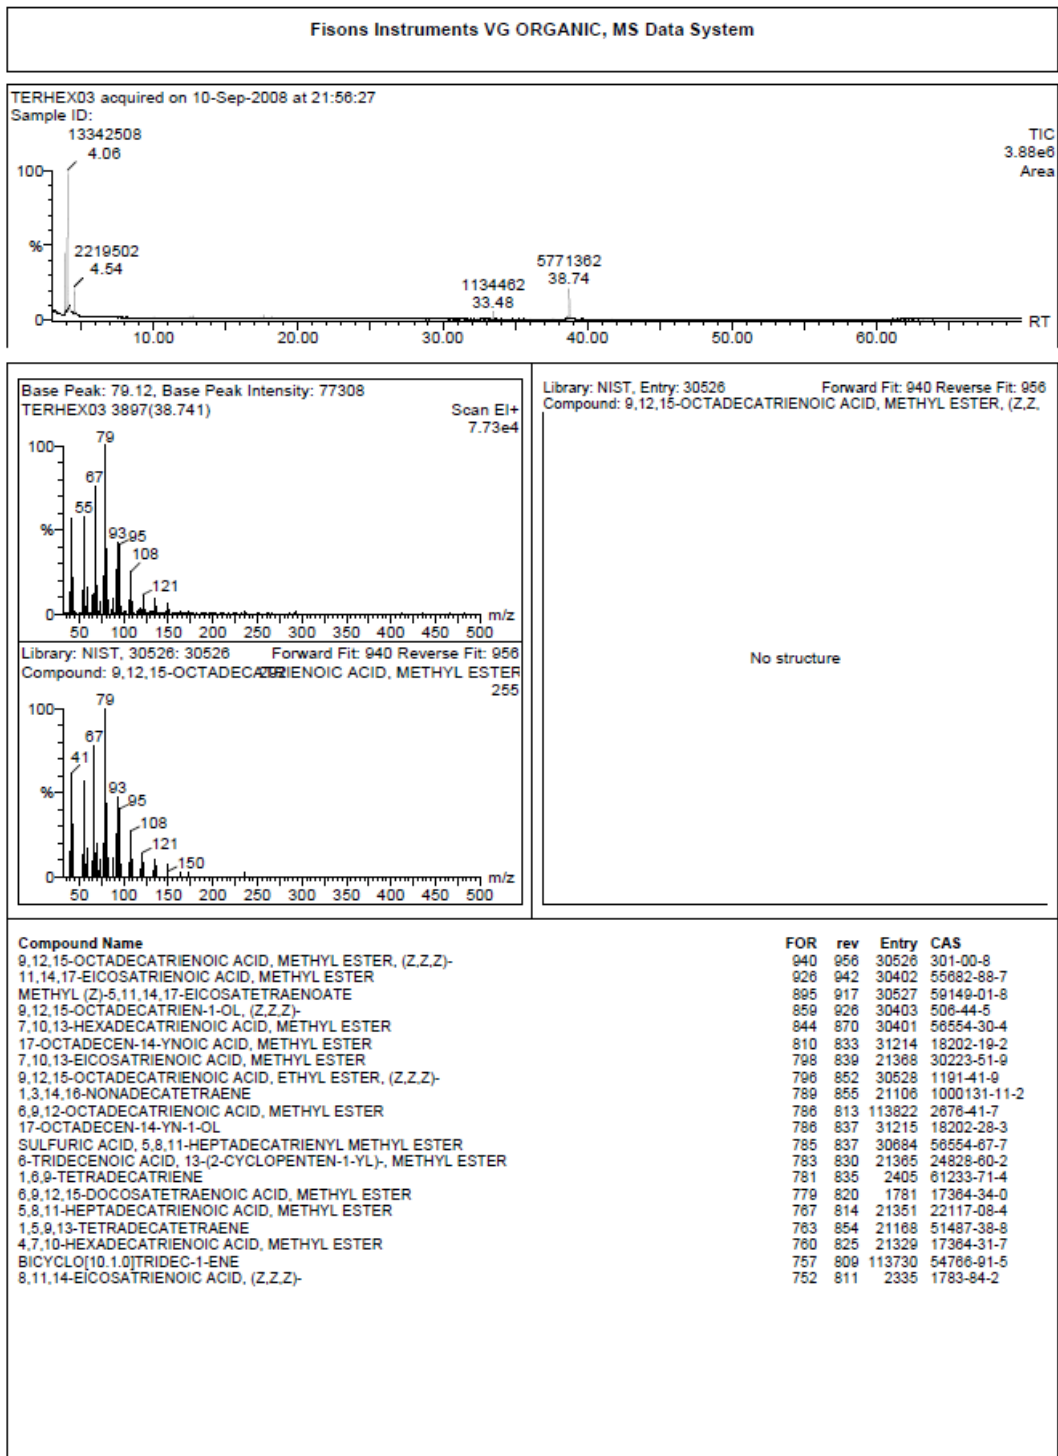 Fisons Instruments VG ORGANIC, MS Data System
TERHEX03 acquired on 10-Sep-2008 at 21:56:27
Sample ID:
13342508
4.06
TIC
3.88e6
Area
100
%
2219502
4.54
1134462
33.48
5771362
38.74
0
RT
10.00 20.00 30.00 40.00 50.00 60.00
Base Peak: 79.12, Base Peak Intensity: 77308
TERHEX03 3897(38.741) Scan EI+
7.73e4
100
79
67
55
%
93 95
108
121
0
m/z
50 100 150 200 250 300 350 400 450 500
Library: NIST, 30526: 30526 Forward Fit: 940 Reverse Fit: 956
Compound: 9,12,15-OCTADECATRIENOIC ACID, METHYL ESTER
255
100
79
67
41
%
93
95
108
121
150
0
m/z
50 100 150 200 250 300 350 400 450 500
Library: NIST, Entry: 30526 Forward Fit: 940 Reverse Fit: 956
Compound: 9,12,15-OCTADECATRIENOIC ACID, METHYL ESTER, (Z,Z,
No structure
Compound Name FOR rev Entry CAS
9,12,15-OCTADECATRIENOIC ACID, METHYL ESTER, (Z,Z,Z)- 940 956 30526 301-00-8
11,14,17-EICOSATRIENOIC ACID, METHYL ESTER 926 942 30402 55682-88-7
METHYL (Z)-5,11,14,17-EICOSATETRAENOATE 895 917 30527 59149-01-8
9,12,15-OCTADECATRIEN-1-OL, (Z,Z,Z)- 859 926 30403 506-44-5
7,10,13-HEXADECATRIENOIC ACID, METHYL ESTER 844 870 30401 56554-30-4
17-OCTADECEN-14-YNOIC ACID, METHYL ESTER 810 833 31214 18202-19-2
7,10,13-EICOSATRIENOIC ACID, METHYL ESTER 798 839 21368 30223-51-9
9,12,15-OCTADECATRIENOIC ACID, ETHYL ESTER, (Z,Z,Z)- 796 852 30528 1191-41-9
1,3,14,16-NONADECATETRAENE 789 855 21106 1000131-11-2
6,9,12-OCTADECATRIENOIC ACID, METHYL ESTER 786 813 113822 2676-41-7
17-OCTADECEN-14-YN-1-OL 786 837 31215 18202-28-3
SULFURIC ACID, 5,8,11-HEPTADECATRIENYL METHYL ESTER 785 837 30684 56554-67-7
6-TRIDECENOIC ACID, 13-(2-CYCLOPENTEN-1-YL)-, METHYL ESTER 783 830 21365 24828-60-2
1,6,9-TETRADECATRIENE 781 835 2405 61233-71-4
6,9,12,15-DOCOSATETRAENOIC ACID, METHYL ESTER 779 820 1781 17364-34-0
5,8,11-HEPTADECATRIENOIC ACID, METHYL ESTER 767 814 21351 22117-08-4
1,5,9,13-TETRADECATETRAENE 763 854 21168 51487-38-8
4,7,10-HEXADECATRIENOIC ACID, METHYL ESTER 760 825 21329 17364-31-7
BICYCLO[10.1.0]TRIDEC-1-ENE 757 809 113730 54766-91-5
8,11,14-EICOSATRIENOIC ACID, (Z,Z,Z)- 752 811 2335 1783-84-2